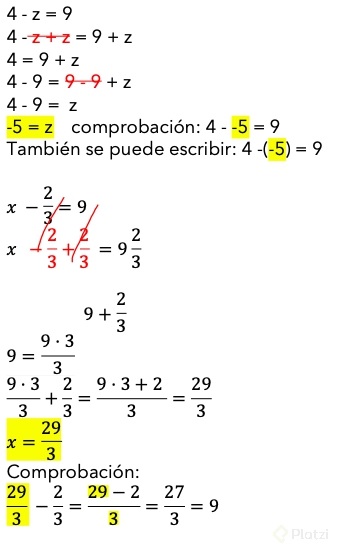 4 - z = 9
4 - z + z = 9 + z
4 = 9 + z
4 - 9 = 9 - 9 + z
4 - 9 = z
-5 = z comprobación: 4 - -5 = 9
También se puede escribir: 4 -(-5) = 9
x - 2/3 = 9
x - 2/3 + 2/3 = 9 2/3
9 + 2/3
9 = 9 · 3/3
9 · 3/3 + 2/3 = 9 · 3 + 2/3 = 29/3
x = 29/3
Comprobación:
29/3 - 2/3 = 29 - 2/3 = 27/3 = 9
Platzi